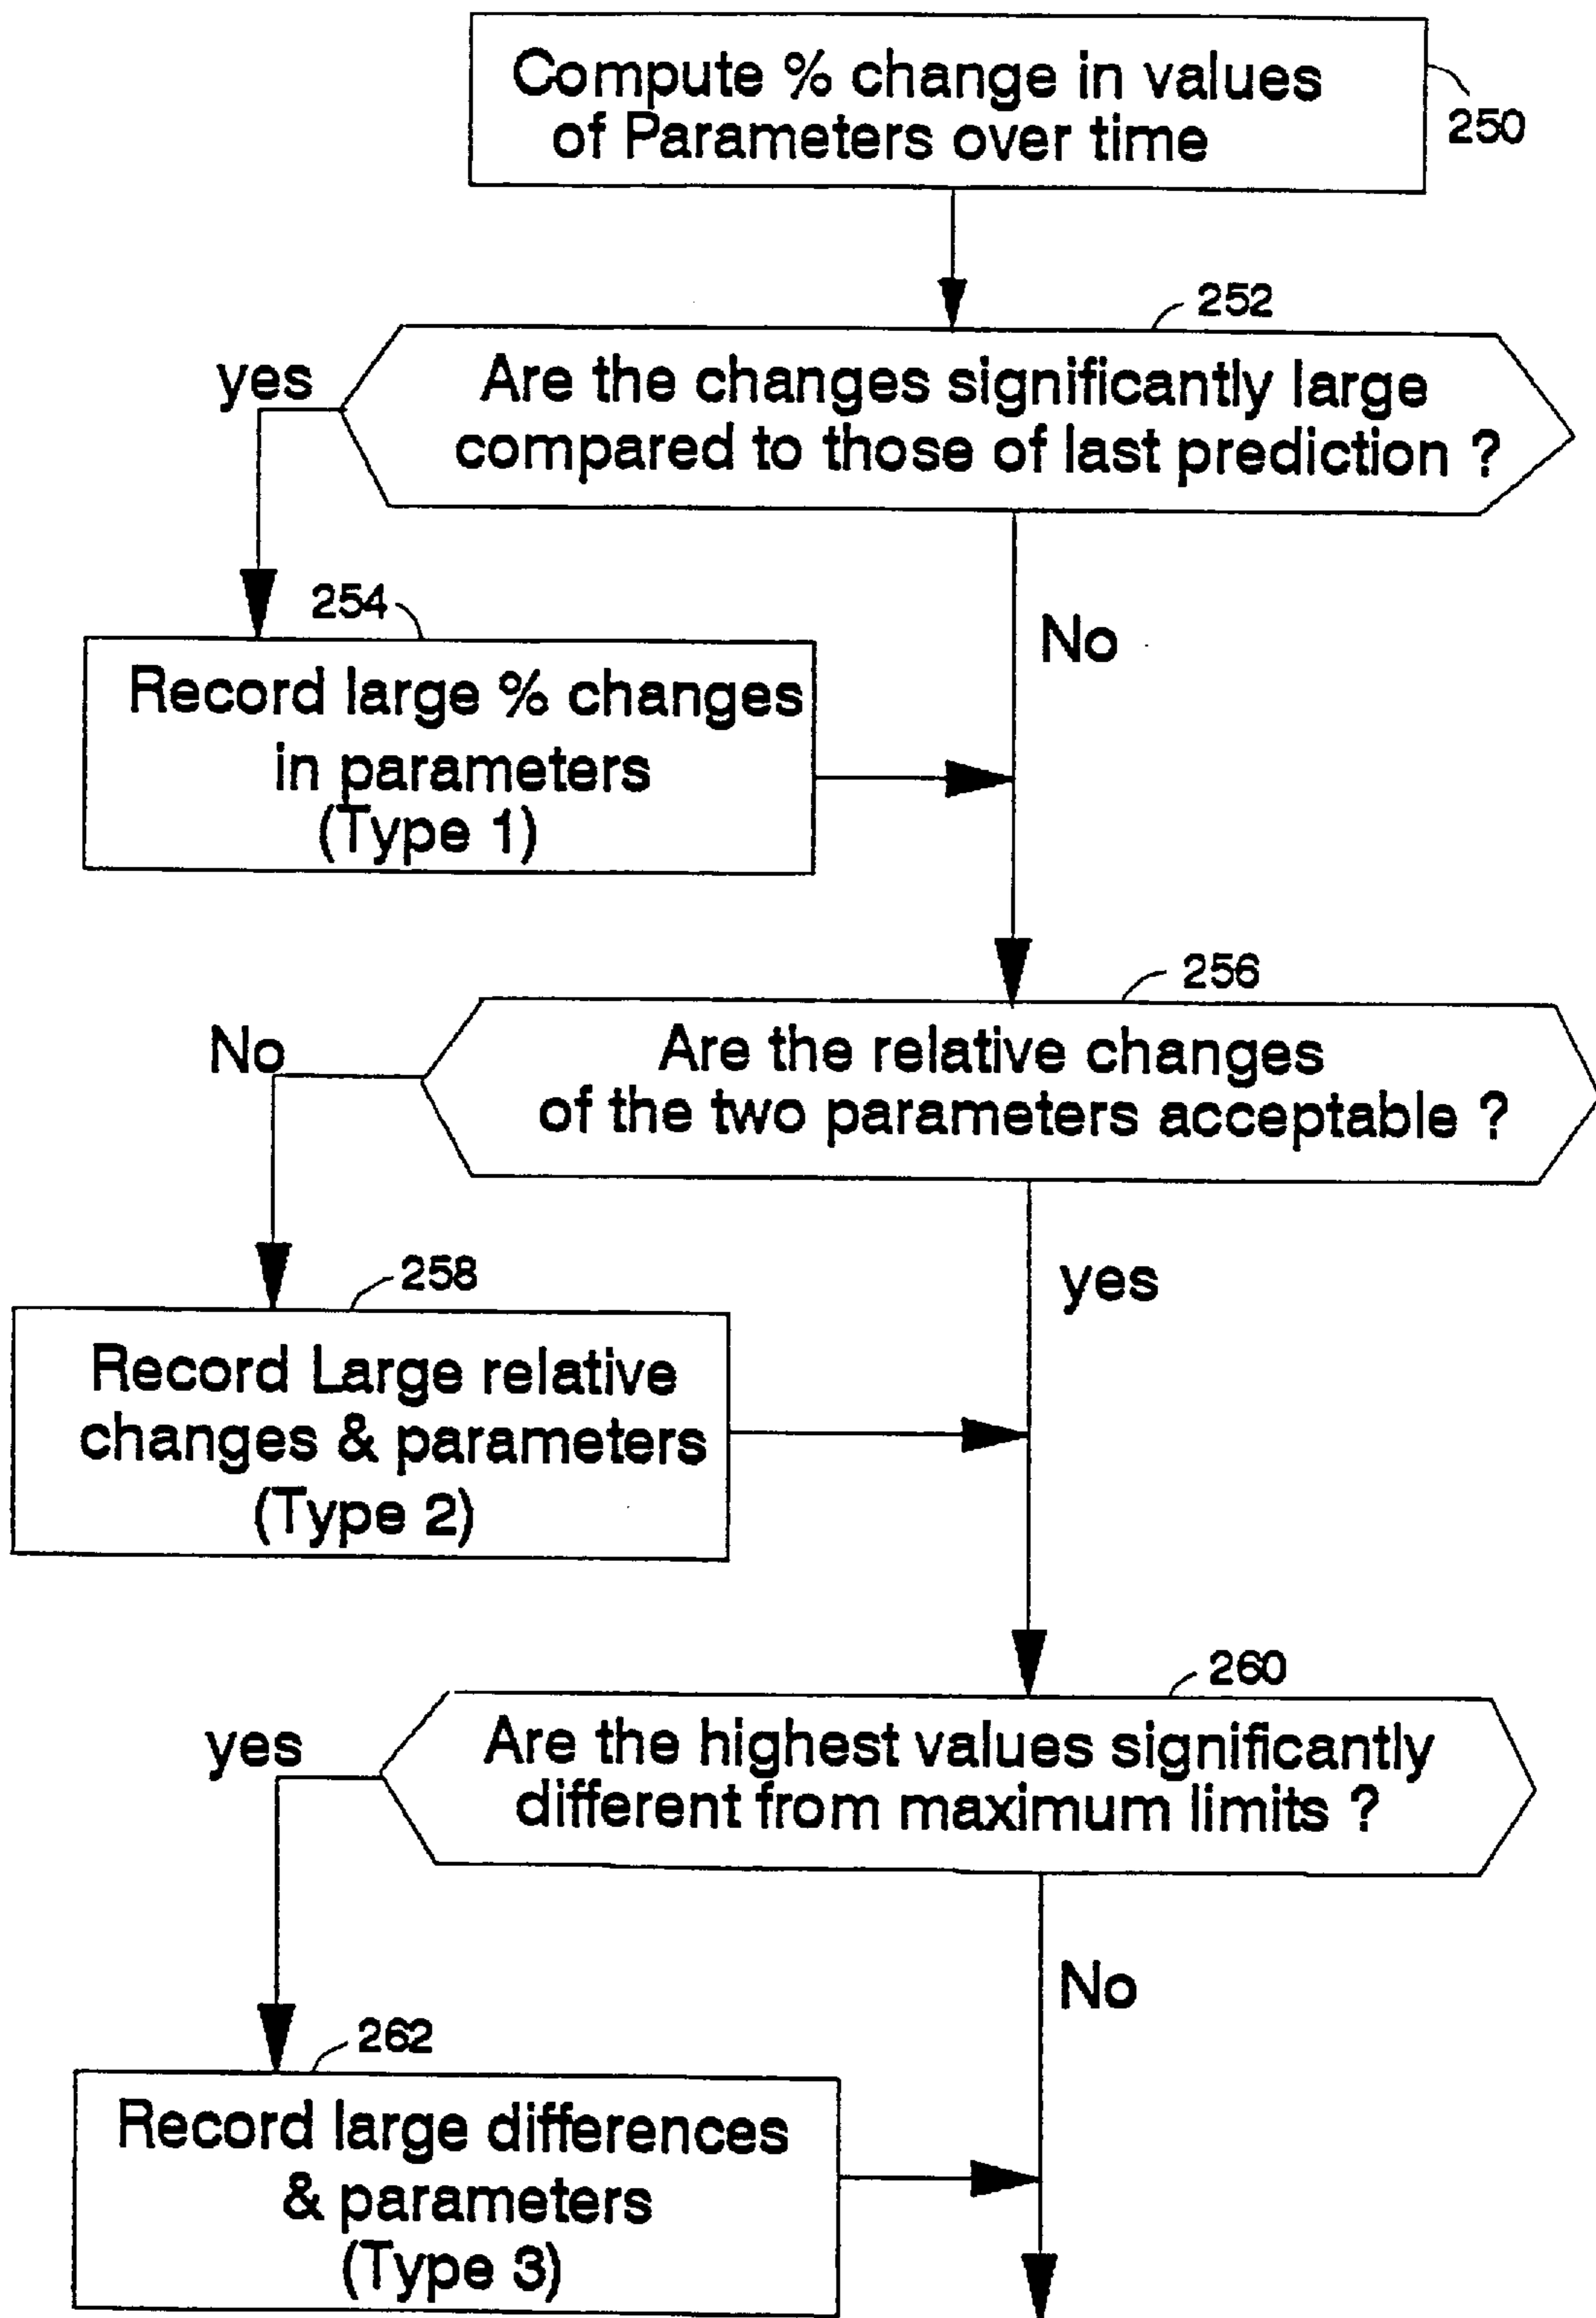 Compute % change in values
of Parameters over time
250
252
yes
Are the changes significantly large
compared to those of last prediction ?
254
No
Record large % changes
in parameters
(Type 1)
256
No
Are the relative changes
of the two parameters acceptable ?
258
yes
Record Large relative
changes & parameters
(Type 2)
260
yes
Are the highest values significantly
different from maximum limits ?
No
262
Record large differences
& parameters
(Type 3)